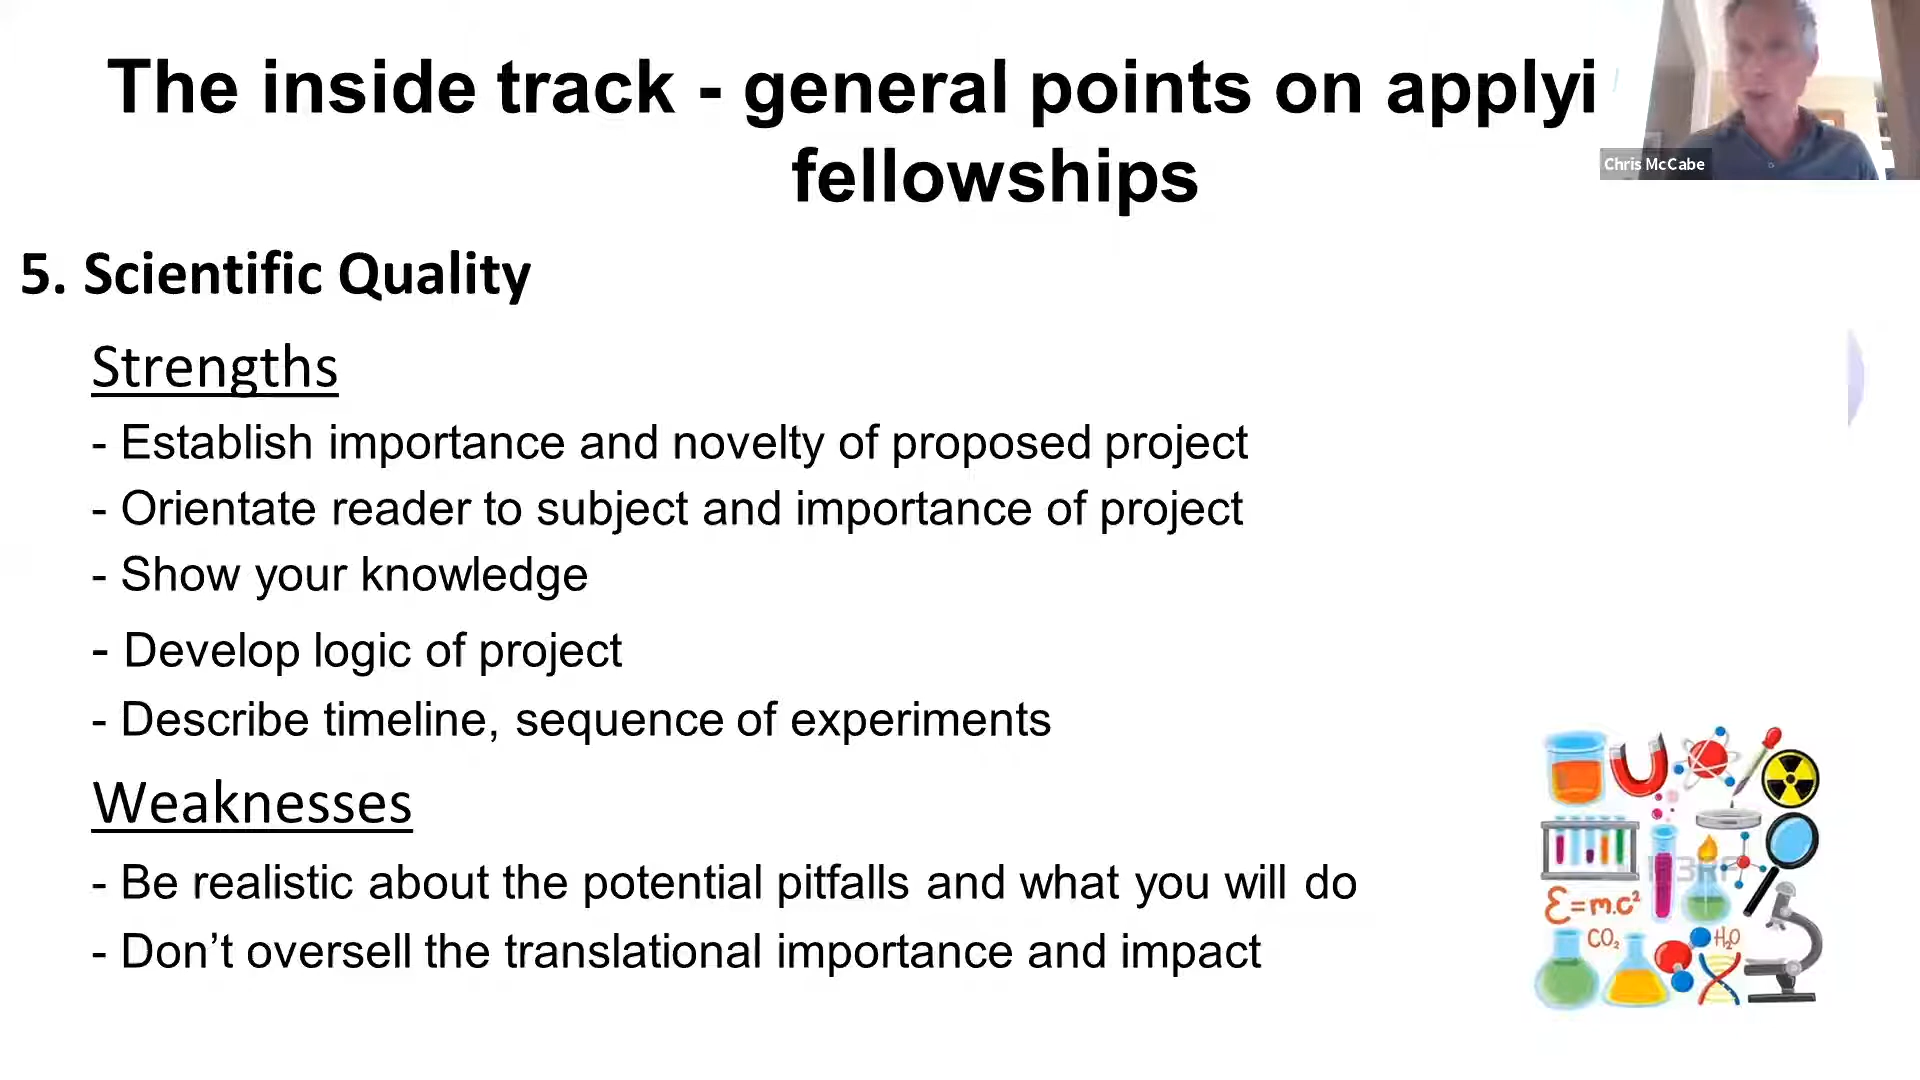 The inside track - general points on applyi
fellowships
Chris McCabe
5. Scientific Quality
Strengths
- Establish importance and novelty of proposed project
- Orientate reader to subject and importance of project
- Show your knowledge
- Develop logic of project
- Describe timeline, sequence of experiments
Weaknesses
- Be realistic about the potential pitfalls and what you will do
- Don’t oversell the translational importance and impact
E=m.c²
CO₂
H₂O